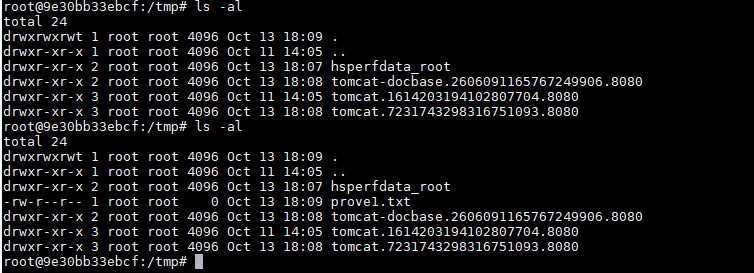 root@9e30bb33ebcf:/tmp# ls -al
total 24
drwxrwxrwt 1 root root 4096 Oct 13 18:09 .
drwxr-xr-x 1 root root 4096 Oct 11 14:05 ..
drwxr-xr-x 2 root root 4096 Oct 13 18:07 hsperfdata_root
drwxr-xr-x 2 root root 4096 Oct 13 18:08 tomcat-docbase.2606091165767249906.8080
drwxr-xr-x 3 root root 4096 Oct 11 14:05 tomcat.1614203194102807704.8080
drwxr-xr-x 3 root root 4096 Oct 13 18:08 tomcat.7231743298316751093.8080
root@9e30bb33ebcf:/tmp# ls -al
total 24
drwxrwxrwt 1 root root 4096 Oct 13 18:09 .
drwxr-xr-x 1 root root 4096 Oct 11 14:05 ..
drwxr-xr-x 2 root root 4096 Oct 13 18:07 hsperfdata_root
-rw-r--r-- 1 root root    0 Oct 13 18:09 prove1.txt
drwxr-xr-x 2 root root 4096 Oct 13 18:08 tomcat-docbase.2606091165767249906.8080
drwxr-xr-x 3 root root 4096 Oct 11 14:05 tomcat.1614203194102807704.8080
drwxr-xr-x 3 root root 4096 Oct 13 18:08 tomcat.7231743298316751093.8080
root@9e30bb33ebcf:/tmp#